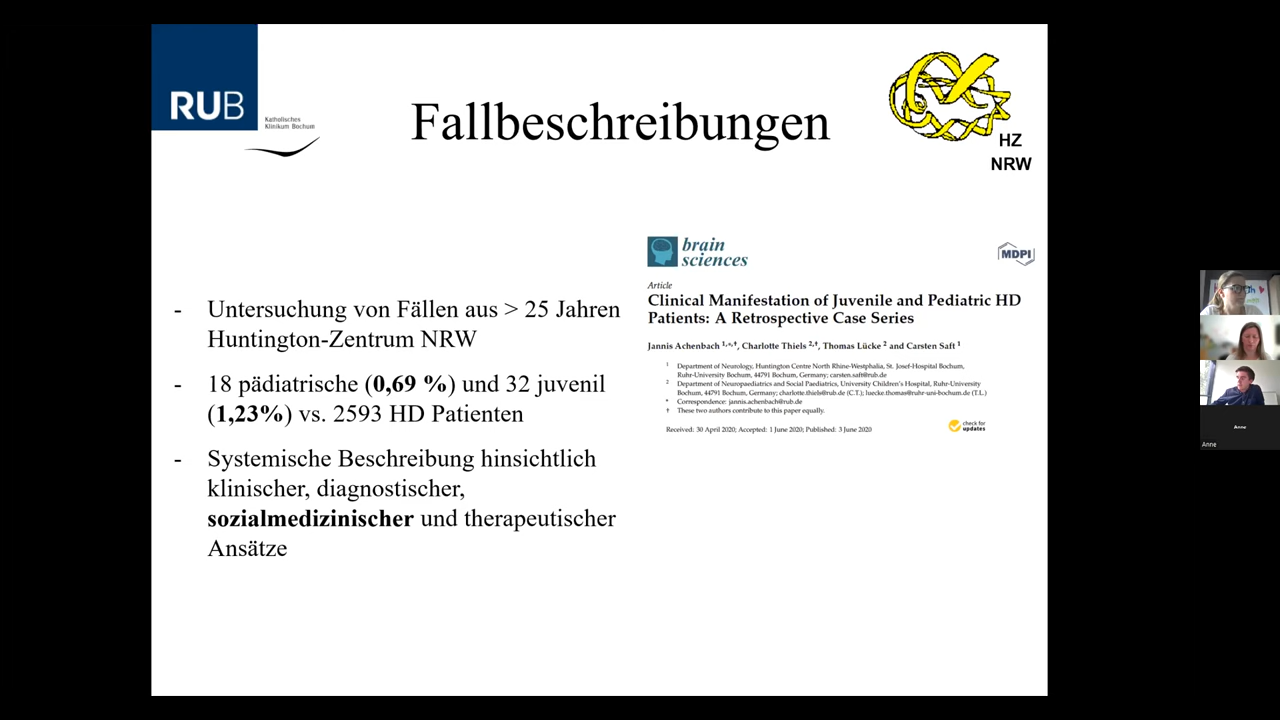 RUB
Katholisches
Klinikum Bochum
Fallbeschreibungen
HZ
NRW
- Untersuchung von Fällen aus > 25 Jahren
Huntington-Zentrum NRW
- 18 pädiatrische (0,69 %) und 32 juvenil
(1,23%) vs. 2593 HD Patienten
- Systemische Beschreibung hinsichtlich
klinischer, diagnostischer,
sozialmedizinischer und therapeutischer
Ansätze
brain
sciences
MDPI
Article
Clinical Manifestation of Juvenile and Pediatric HD
Patients: A Retrospective Case Series
Jannis Achenbach 1,*,†, Charlotte Thiels 2,†, Thomas Lücke 2 and Carsten Saft 1
1 Department of Neurology, Huntington Centre North Rhine-Westphalia, St. Josef-Hospital Bochum,
Ruhr-University Bochum, 44791 Bochum, Germany; carsten.saft@rub.de
2 Department of Neuropaediatrics and Social Paediatrics, University Children's Hospital, Ruhr-University
Bochum, 44791 Bochum, Germany; charlotte.thiels@rub.de (C.T.); luecke.thomas@ruhr-uni-bochum.de (T.L.)
* Correspondence: jannis.achenbach@rub.de
† These two authors contribute to this paper equally.
Received: 30 April 2020; Accepted: 1 June 2020; Published: 3 June 2020
check for
updates
Anne
Anne